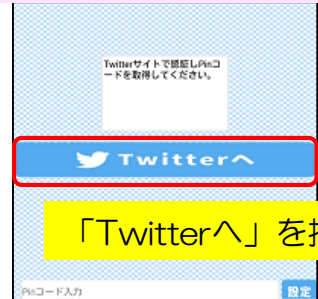 Twitterサイトで認証しPinコ
ードを取得してください。
Twitterへ
「Twitterへ」を
Pinコード入力
設定